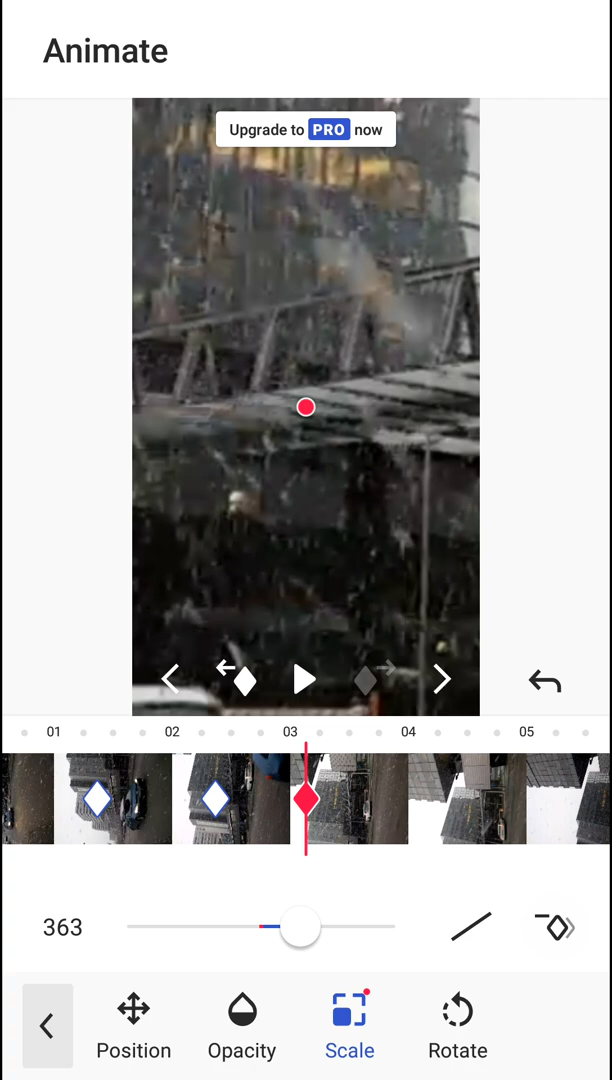 Animate
Upgrade to PRO now
01 02 03 04 05
363
Position Opacity Scale Rotate